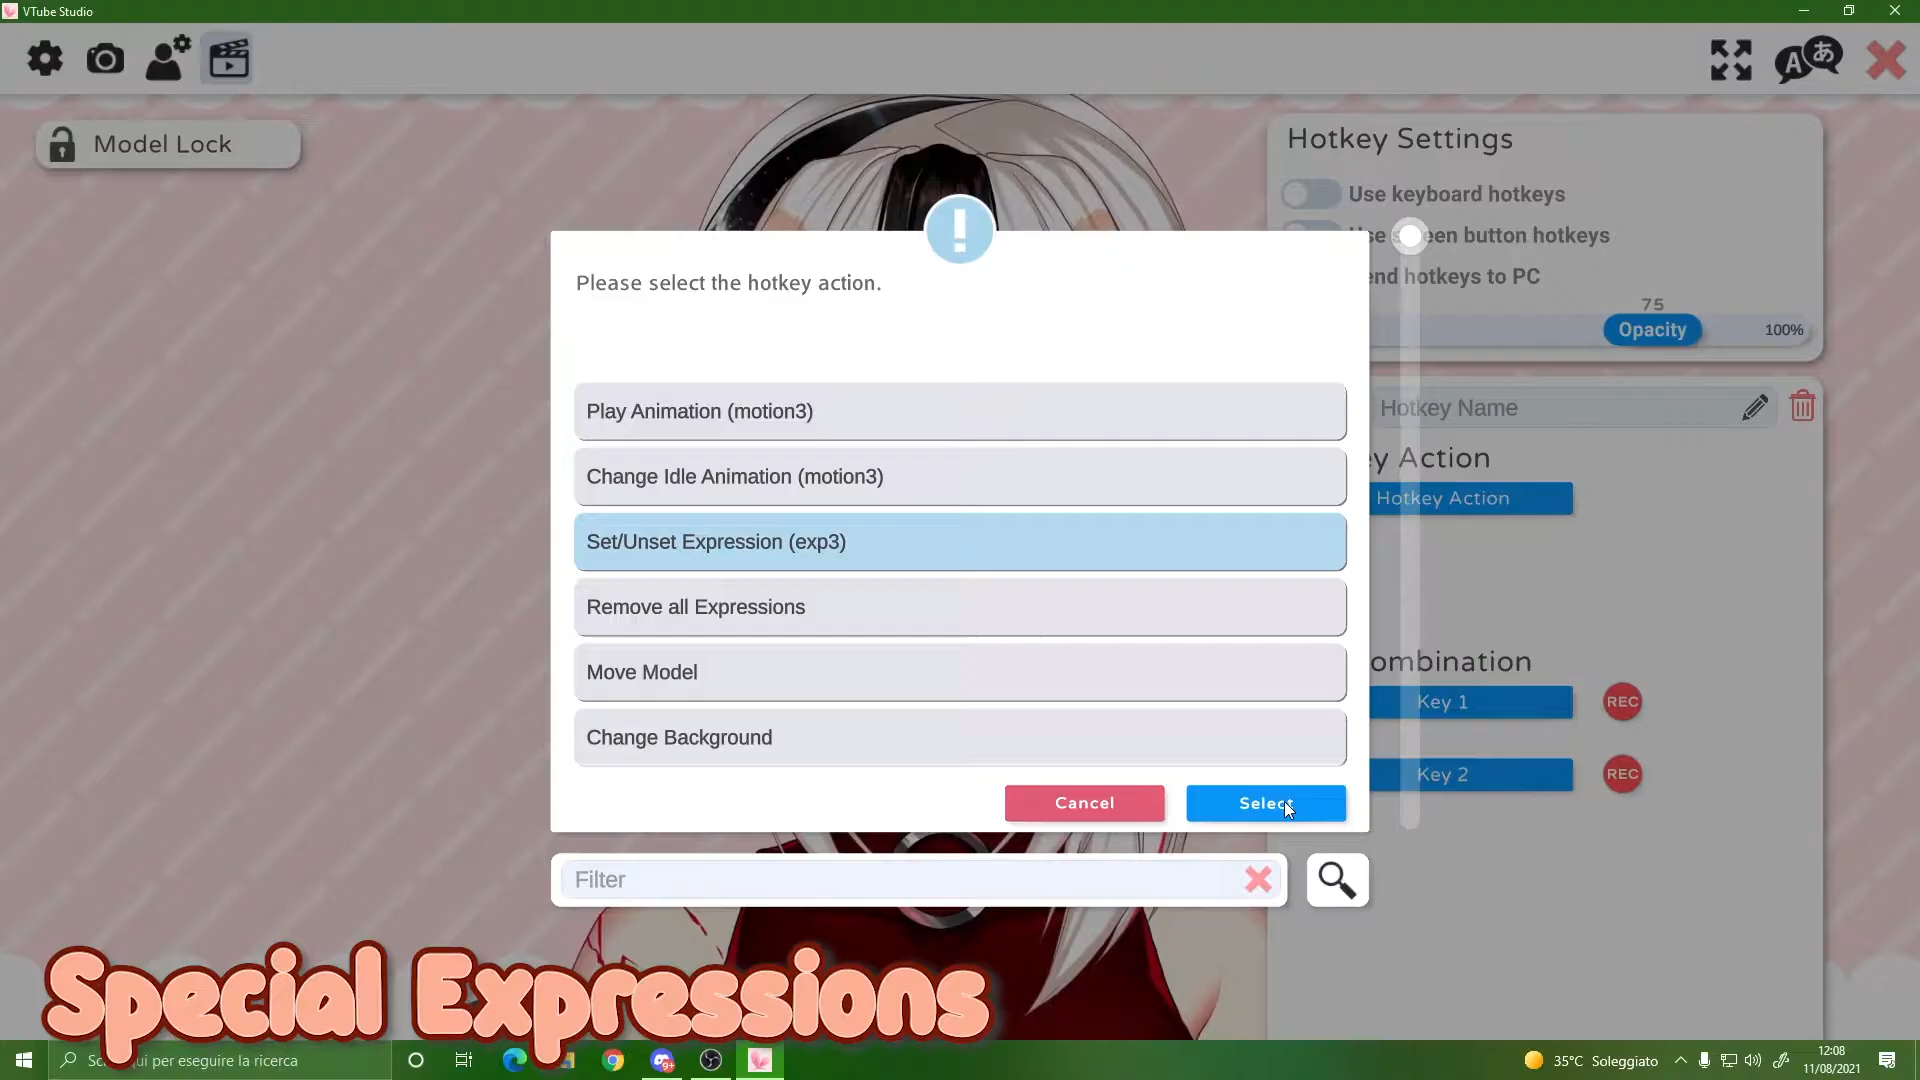 VTube Studio
Model Lock
Hotkey Settings
Use keyboard hotkeys
Use screen button hotkeys
end hotkeys to PC
75
Opacity
100%
Please select the hotkey action.
Play Animation (motion3)
Change Idle Animation (motion3)
Set/Unset Expression (exp3)
Remove all Expressions
Move Model
Change Background
Cancel
Select
Filter
Hotkey Name
y Action
Hotkey Action
ombination
Key 1
REC
Key 2
REC
Special Expressions
qui per eseguire la ricerca
35°C Soleggiato
12:08
11/08/2021